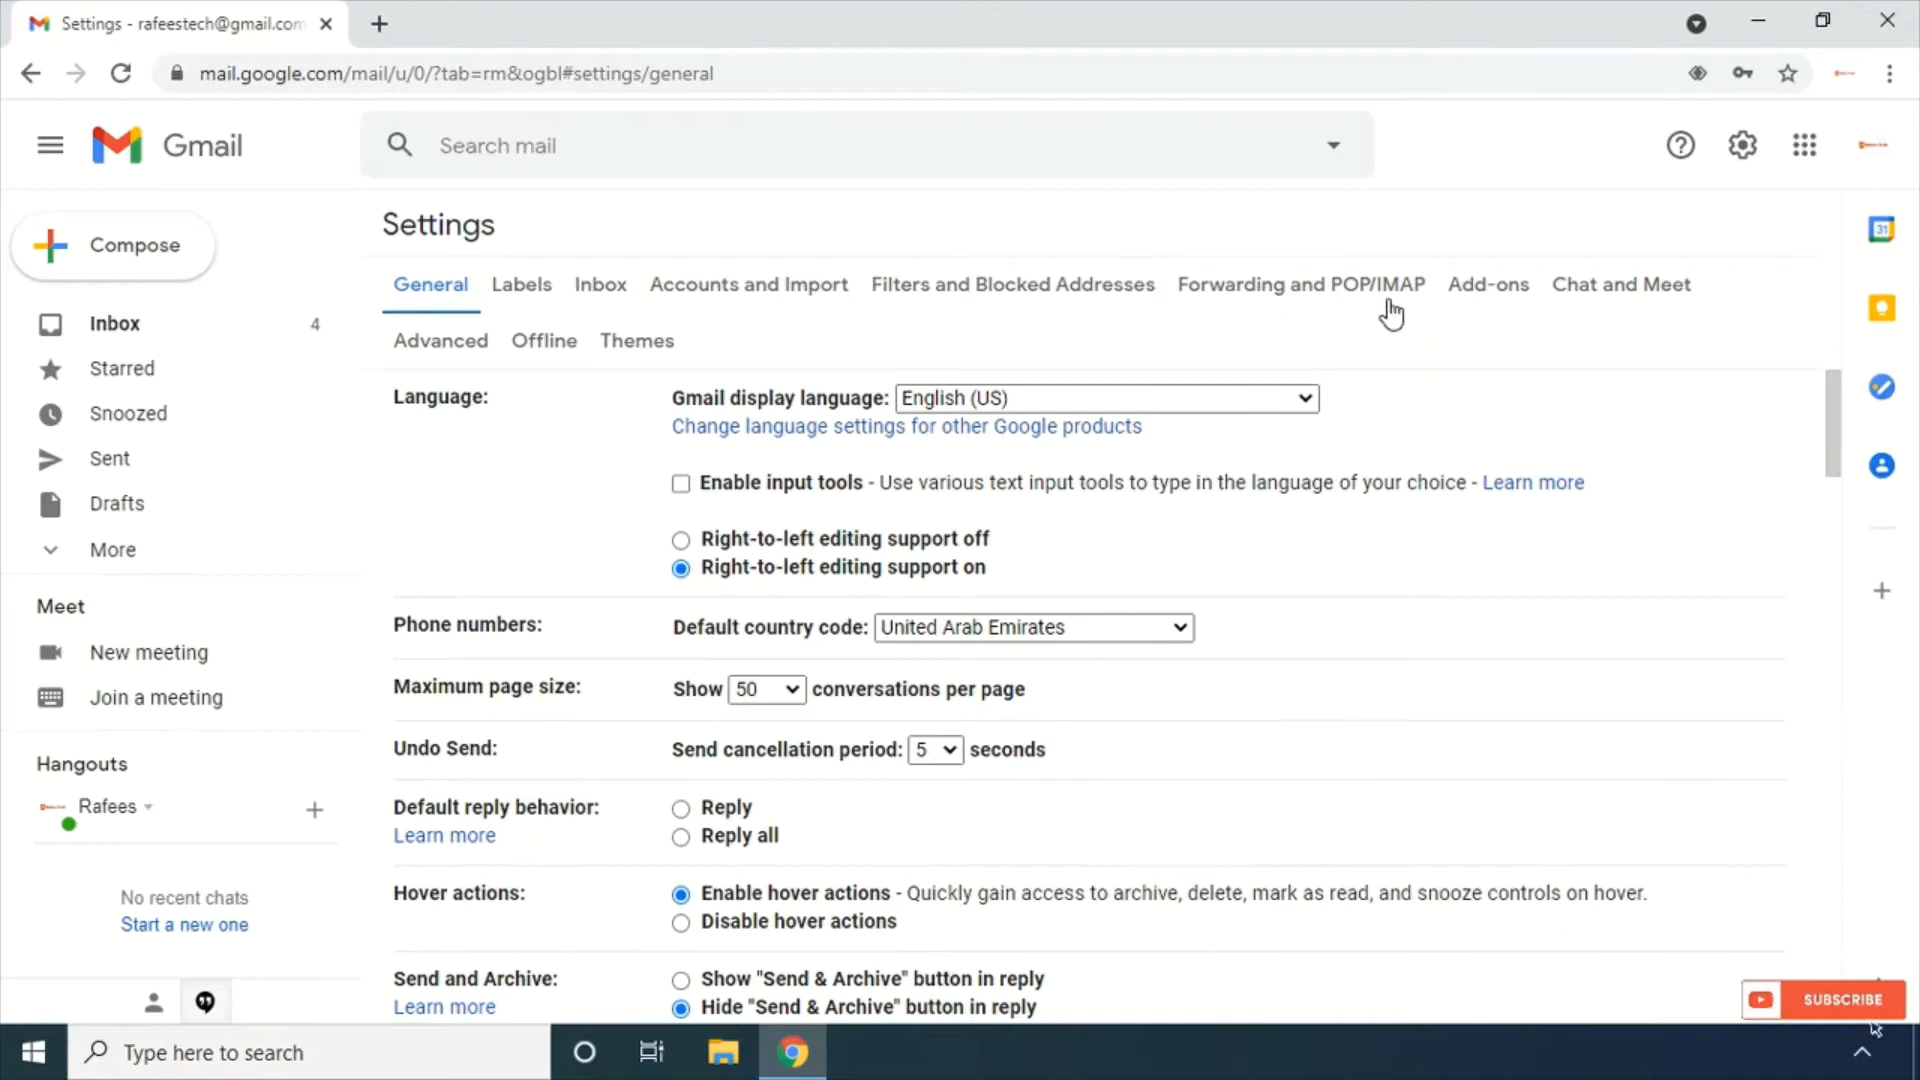 Settings - rafeestech@gmail.com
mail.google.com/mail/u/0/?tab=rm&ogbl#settings/general
Gmail
Search mail
Compose
Inbox 4
Starred
Snoozed
Sent
Drafts
More
Meet
New meeting
Join a meeting
Hangouts
Rafees
No recent chats
Start a new one
Settings
General Labels Inbox Accounts and Import Filters and Blocked Addresses Forwarding and POP/IMAP Add-ons Chat and Meet
Advanced Offline Themes
Language: Gmail display language: English (US)
Change language settings for other Google products
Enable input tools - Use various text input tools to type in the language of your choice - Learn more
Right-to-left editing support off
Right-to-left editing support on
Phone numbers: Default country code: United Arab Emirates
Maximum page size: Show 50 conversations per page
Undo Send: Send cancellation period: 5 seconds
Default reply behavior: Reply
Learn more Reply all
Hover actions: Enable hover actions - Quickly gain access to archive, delete, mark as read, and snooze controls on hover.
Disable hover actions
Send and Archive: Show "Send & Archive" button in reply
Learn more Hide "Send & Archive" button in reply
31
SUBSCRIBE
Type here to search